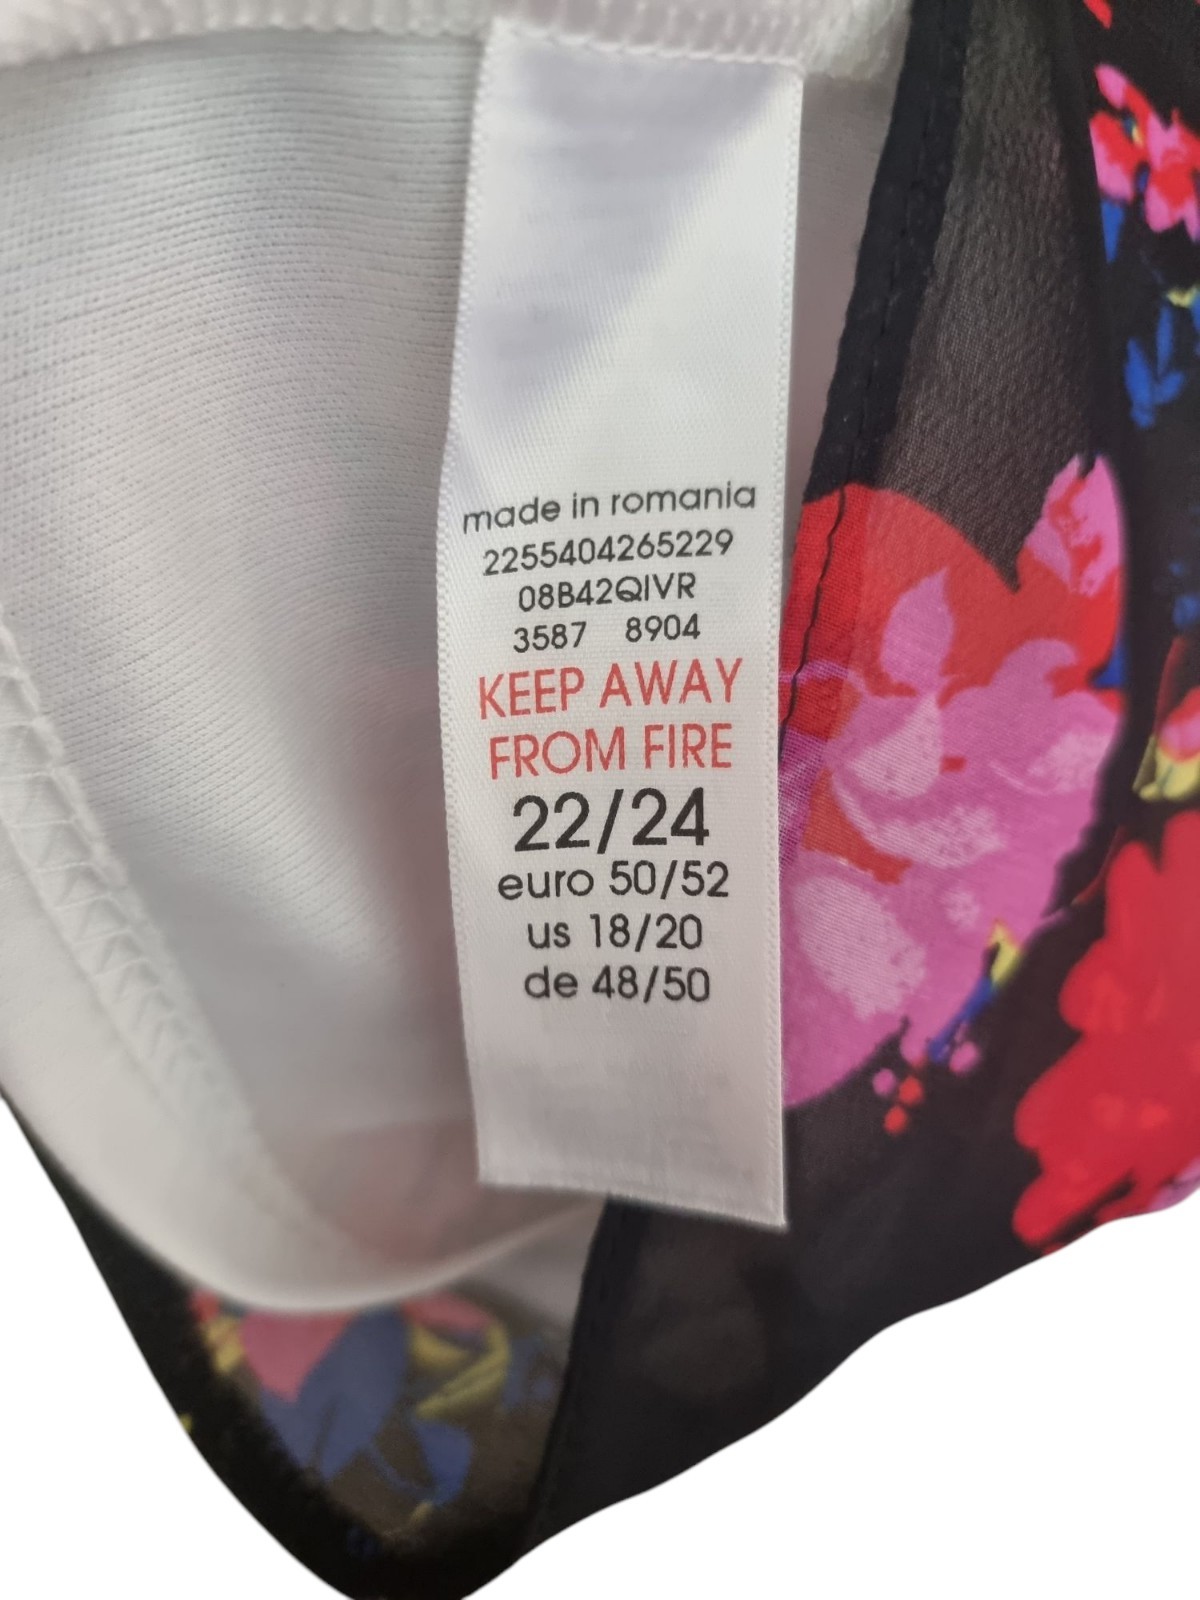 made in romania
2255404265229
08B42QIVR
3587 8904
KEEP AWAY
FROM FIRE
22/24
euro 50/52
us 18/20
de 48/50